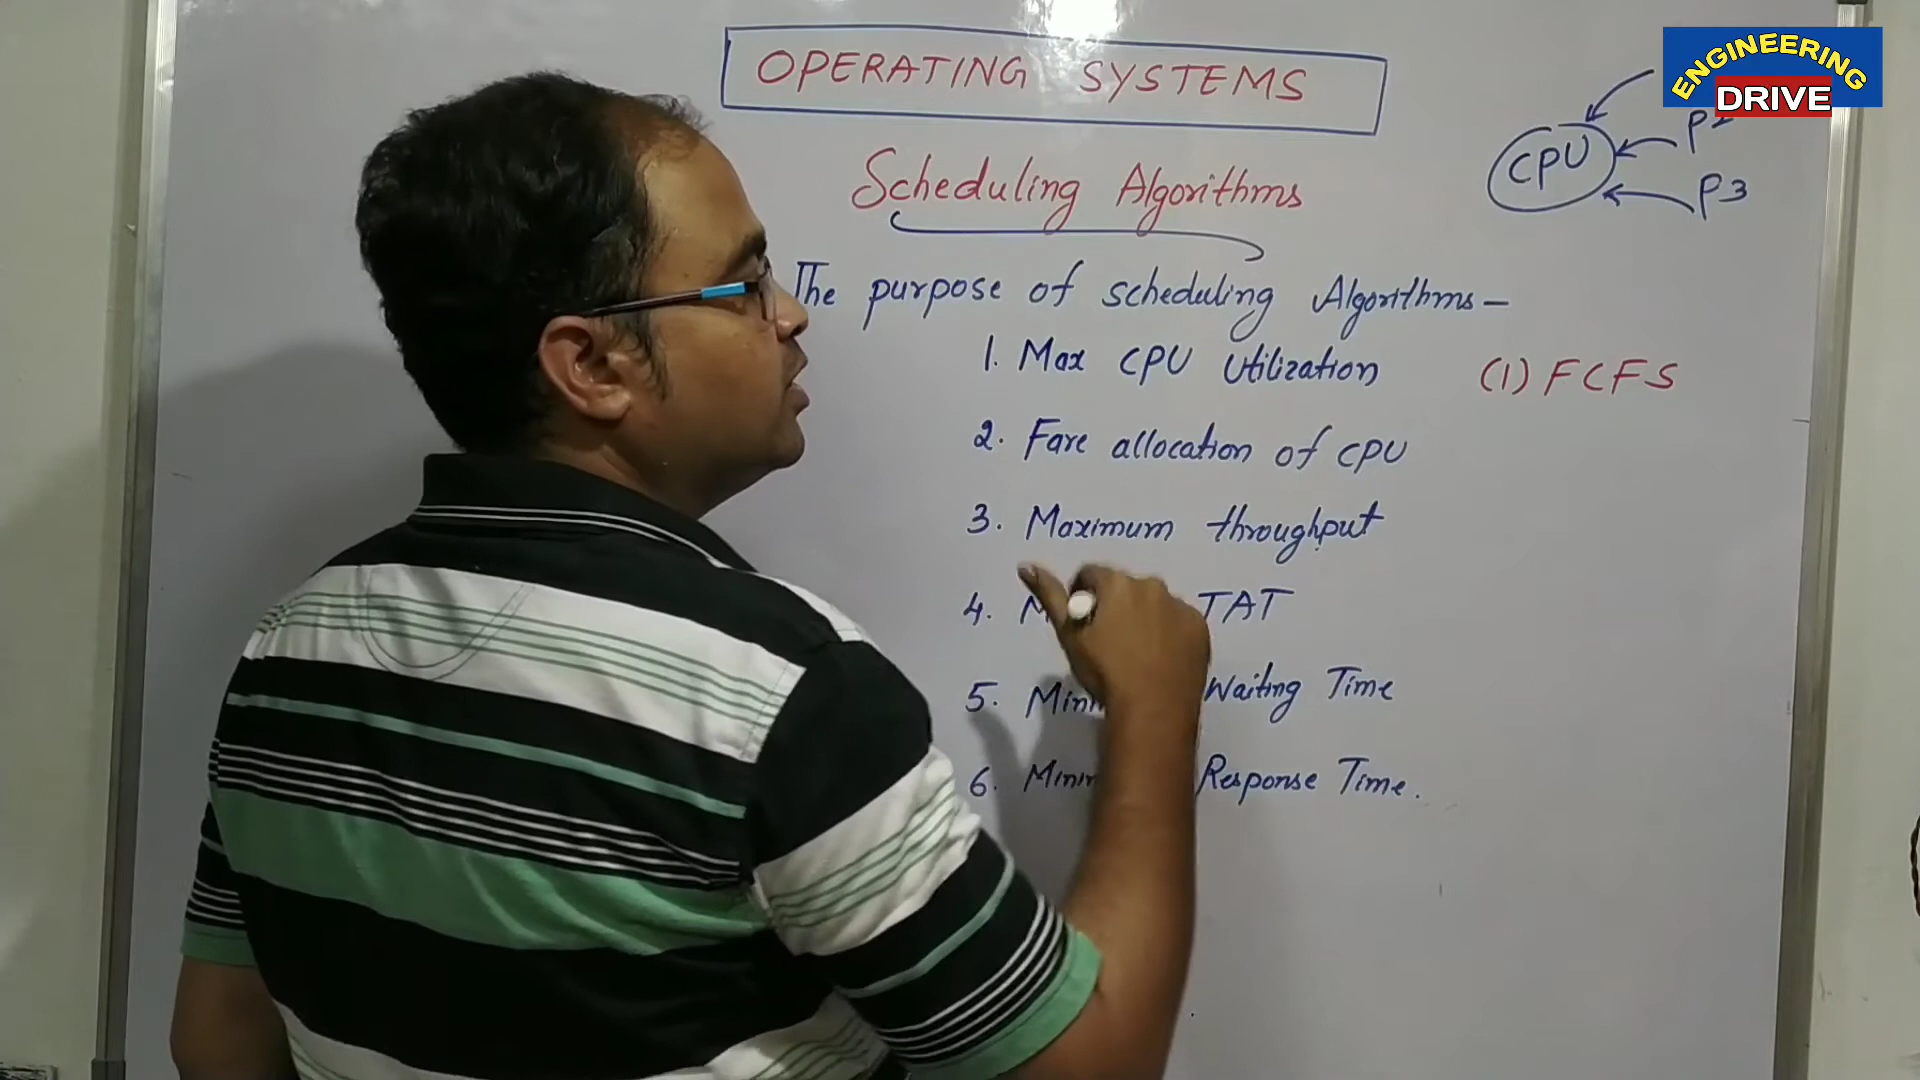 OPERATING SYSTEMS
ENGINEERING
DRIVE
CPU
P2
P3
Scheduling Algorithms
The purpose of scheduling Algorithms -
1. Max CPU Utilization
(1) FCFS
2. Fare allocation of CPU
3. Maximum throughput
4. TAT
5. Waiting Time
6. Response Time.